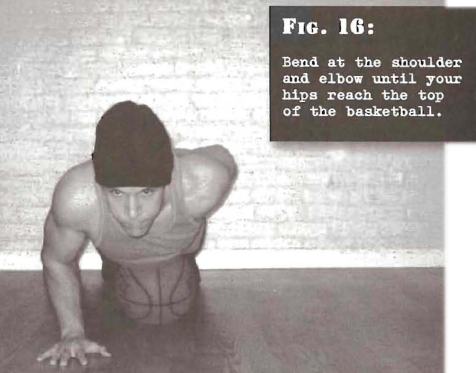 Fig. 16:
Bend at the shoulder
and elbow until your
hips reach the top
of the basketball.